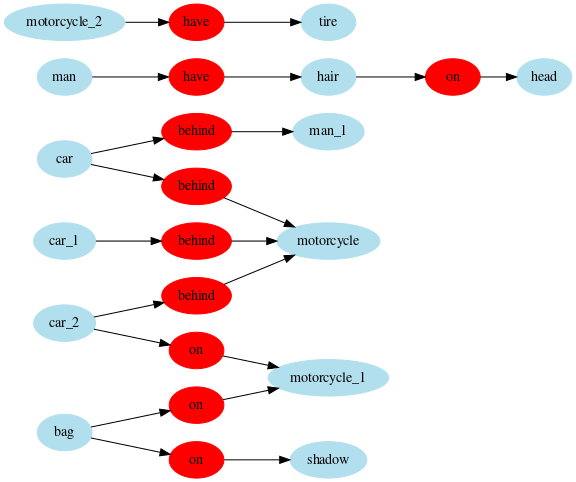 motorcycle_2 have tire
man have hair on head
behind man_1
car
behind
car_1 behind motorcycle
behind
car_2
on
motorcycle_1
on
bag
on shadow